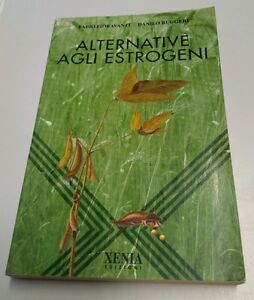 DANILO RUGGERI
ALTERNATIVE
AGLI ESTROGENI
XENIA
EDIZIONI